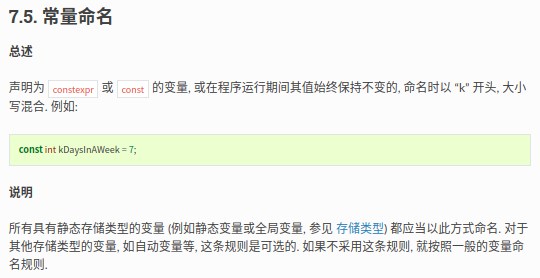 7.5. 常量命名
总述
声明为 constexpr 或 const 的变量, 或在程序运行期间其值始终保持不变的, 命名时以 “k” 开头, 大小
写混合. 例如:
const int kDaysInAWeek = 7;
说明
所有具有静态存储类型的变量 (例如静态变量或全局变量, 参见 存储类型) 都应当以此方式命名. 对于
其他存储类型的变量, 如自动变量等, 这条规则是可选的. 如果不采用这条规则, 就按照一般的变量命
名规则.